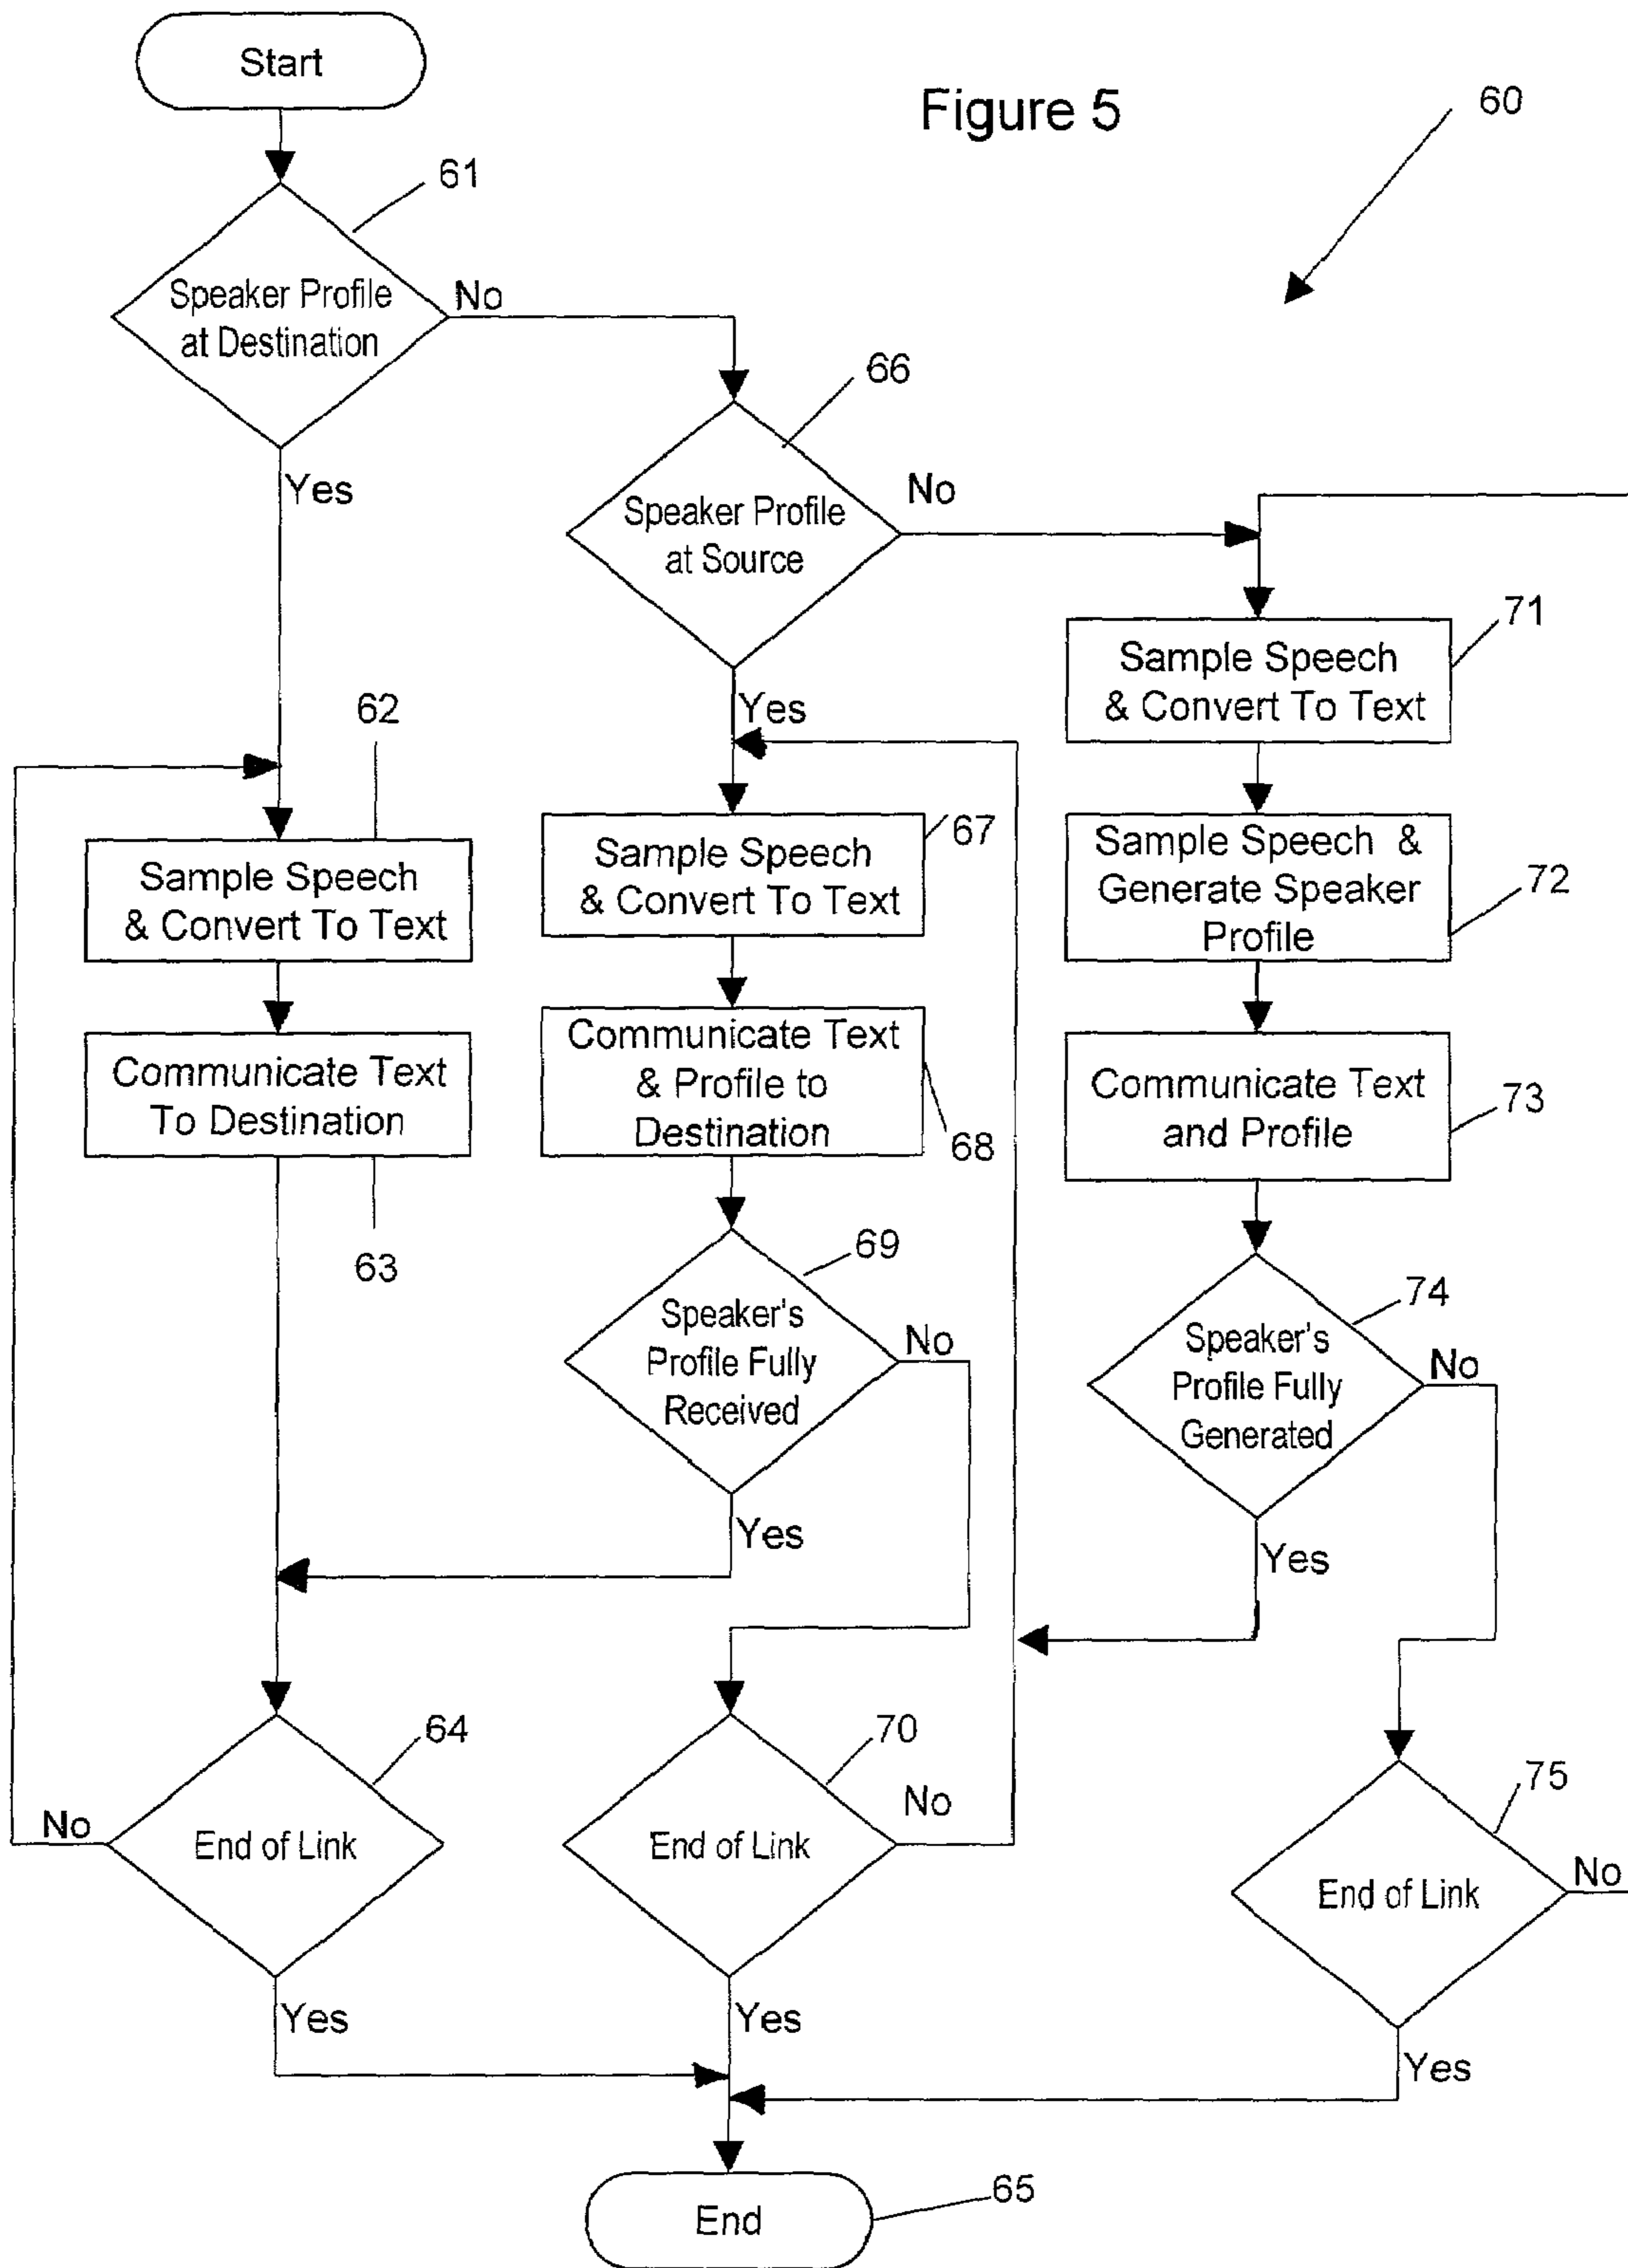 Start
Figure 5
60
61
Speaker Profile
at Destination
No
Yes
66
Speaker Profile
at Source
No
Yes
71
Sample Speech
& Convert To Text
62
Sample Speech
& Convert To Text
67
Sample Speech
& Convert To Text
Sample Speech &
Generate Speaker
Profile
72
Communicate Text
To Destination
63
Communicate Text
& Profile to
Destination
68
Communicate Text
and Profile
73
69
Speaker's
Profile Fully
Received
No
Yes
74
Speaker's
Profile Fully
Generated
No
Yes
64
End of Link
No
Yes
70
End of Link
No
Yes
75
End of Link
No
Yes
End
65